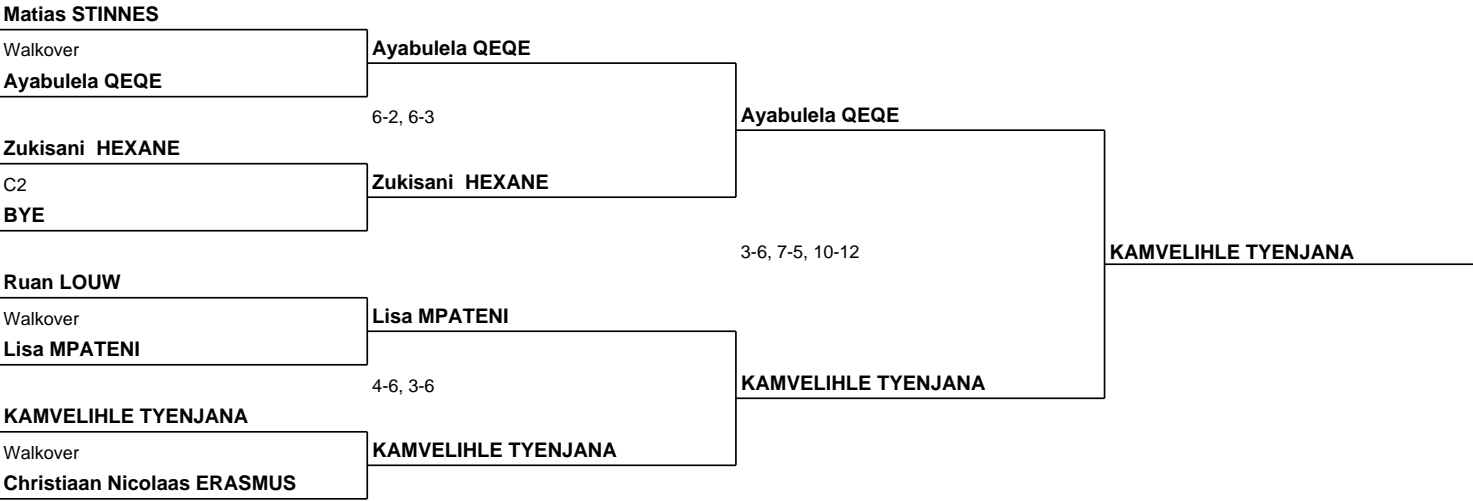 Matias STINNES
Walkover
Ayabulela QEQE
Ayabulela QEQE
6-2, 6-3
Ayabulela QEQE
Zukisani  HEXANE
C2
Zukisani  HEXANE
BYE
3-6, 7-5, 10-12
KAMVELIHLE TYENJANA
Ruan LOUW
Walkover
Lisa MPATENI
Lisa MPATENI
4-6, 3-6
KAMVELIHLE TYENJANA
KAMVELIHLE TYENJANA
Walkover
KAMVELIHLE TYENJANA
Christiaan Nicolaas ERASMUS